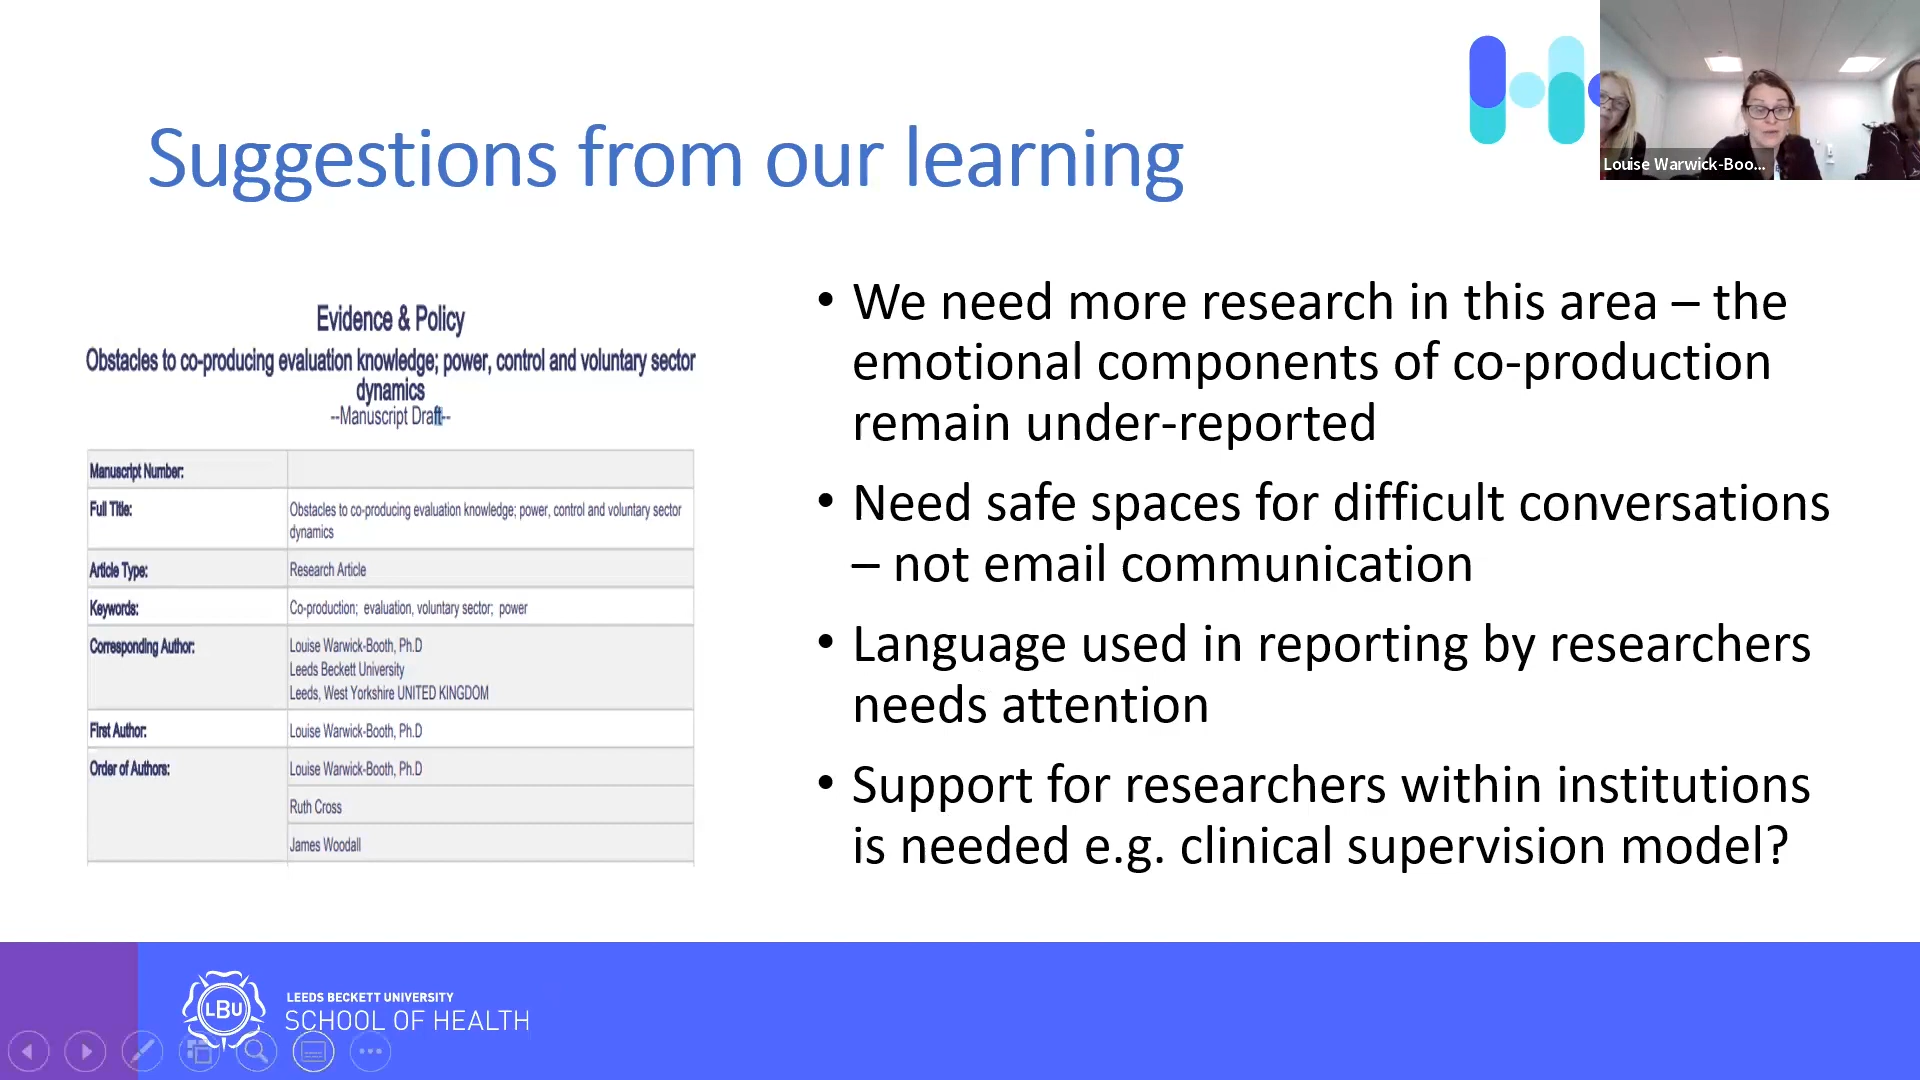 Suggestions from our learning
Louise Warwick-Boo...
Evidence & Policy
Obstacles to co-producing evaluation knowledge; power, control and voluntary sector
dynamics
--Manuscript Draft--
Manuscript Number:
Full Title: Obstacles to co-producing evaluation knowledge; power, control and voluntary sector
dynamics
Article Type: Research Article
Keywords: Co-production; evaluation, voluntary sector; power
Corresponding Author: Louise Warwick-Booth, Ph.D
Leeds Beckett University
Leeds, West Yorkshire UNITED KINGDOM
First Author: Louise Warwick-Booth, Ph.D
Order of Authors: Louise Warwick-Booth, Ph.D
Ruth Cross
James Woodall
• We need more research in this area – the
emotional components of co-production
remain under-reported
• Need safe spaces for difficult conversations
– not email communication
• Language used in reporting by researchers
needs attention
• Support for researchers within institutions
is needed e.g. clinical supervision model?
LBU
LEEDS BECKETT UNIVERSITY
SCHOOL OF HEALTH